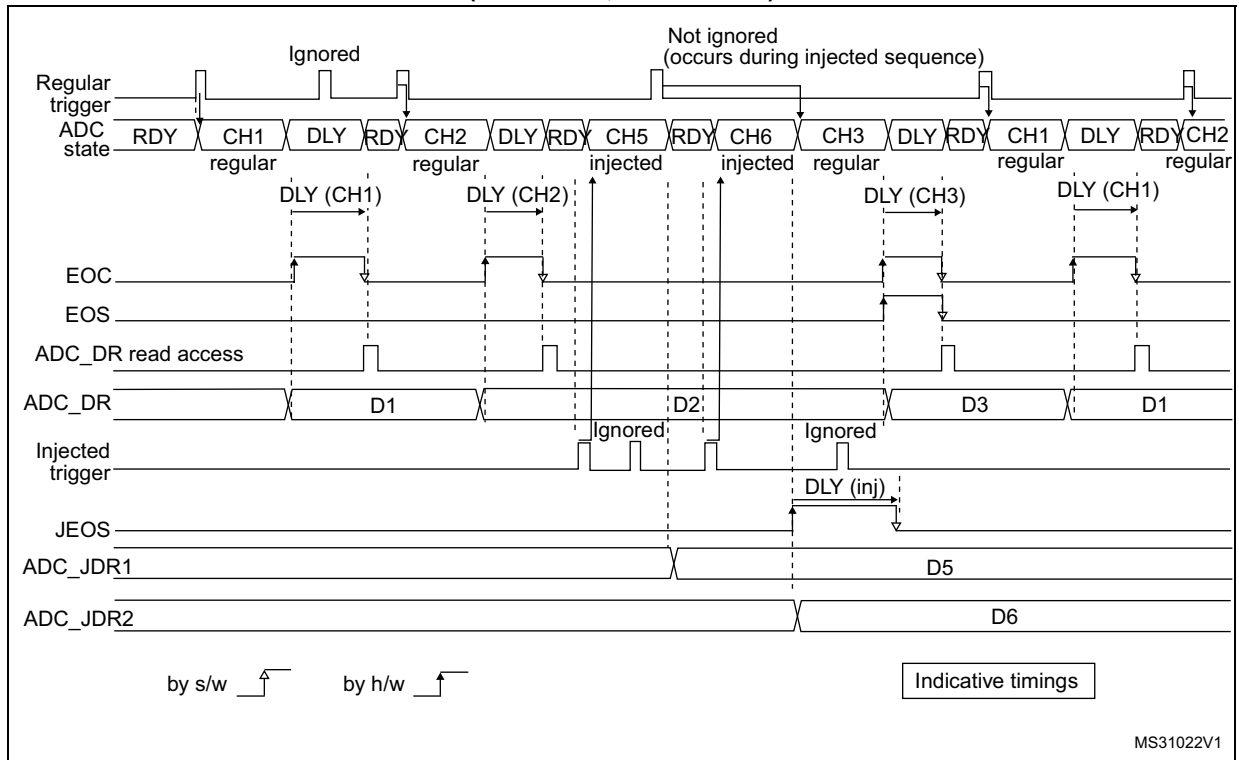 Ignored
Not ignored
(occurs during injected sequence)
Regular
trigger
ADC
state
RDY CH1 DLY RDY CH2 DLY RDY CH5 RDY CH6 CH3 DLY RDY CH1 DLY RDY CH2
regular regular injected injected regular regular regular
DLY (CH1) DLY (CH2) DLY (CH3) DLY (CH1)
EOC
EOS
ADC_DR read access
ADC_DR D1 D2 D3 D1
Ignored Ignored
Injected
trigger
DLY (inj)
JEOS
ADC_JDR1 D5
ADC_JDR2 D6
by s/w by h/w Indicative timings
MS31022V1